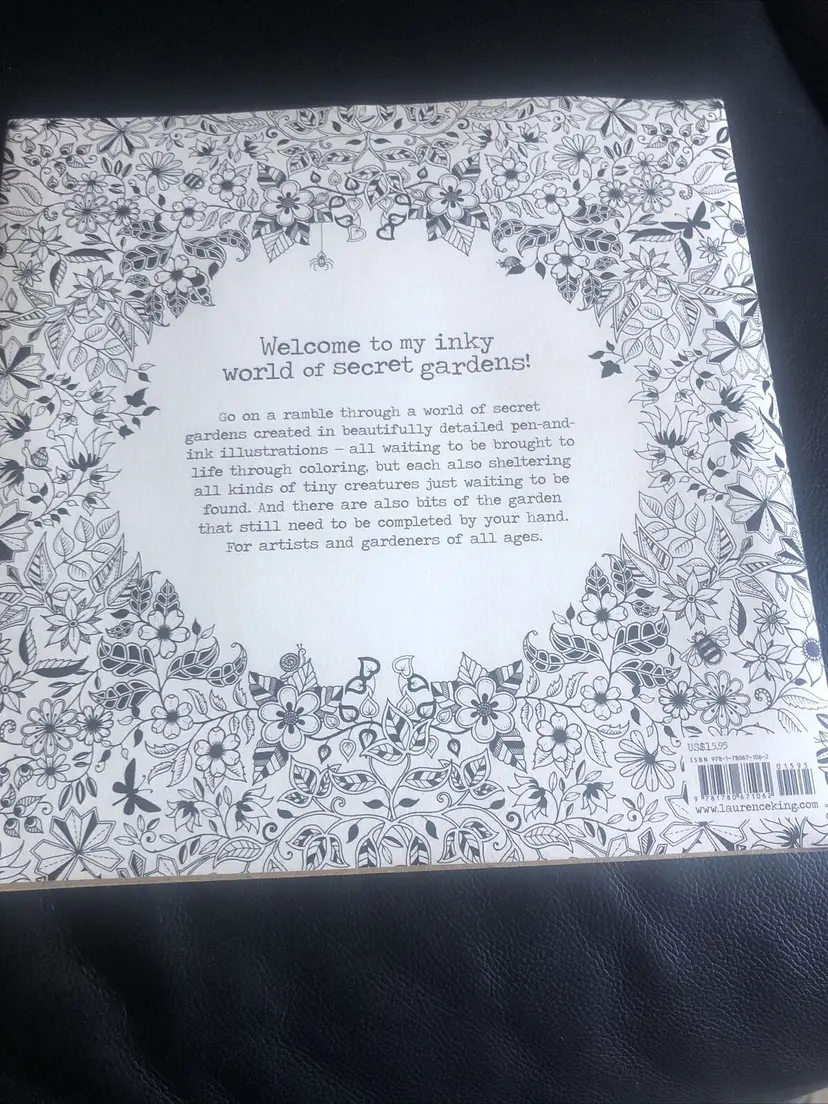 Welcome to my inky
world of secret gardens!
Go on a ramble through a world of secret
gardens created in beautifully detailed pen-and-
ink illustrations – all waiting to be brought to
life through coloring, but each also sheltering
all kinds of tiny creatures just waiting to be
found. And there are also bits of the garden
that still need to be completed by your hand.
For artists and gardeners of all ages.
US$15.95
ISBN 978-1-78067-106-2
01595
9 781780 671062
www.laurenceking.com